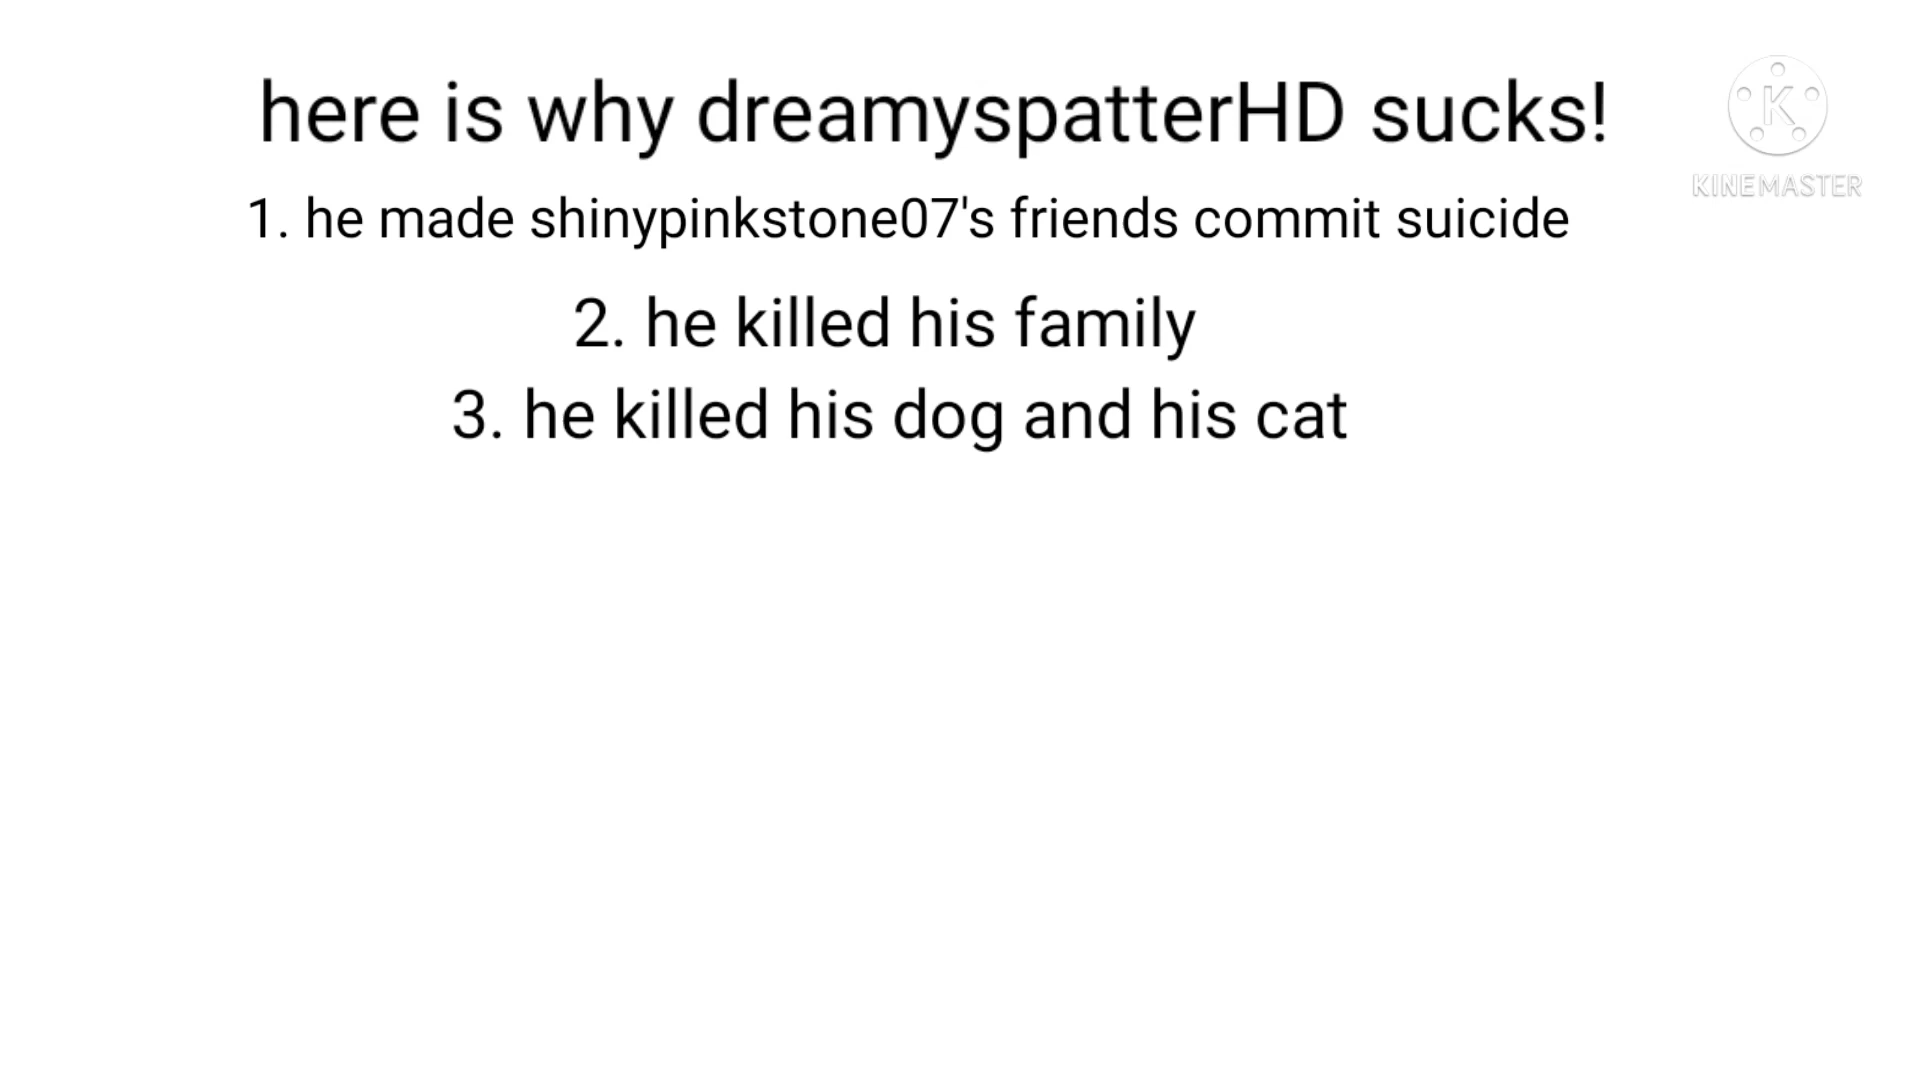 here is why dreamyspatterHD sucks!
K
KINEMASTER
1. he made shinypinkstone07's friends commit suicide
2. he killed his family
3. he killed his dog and his cat